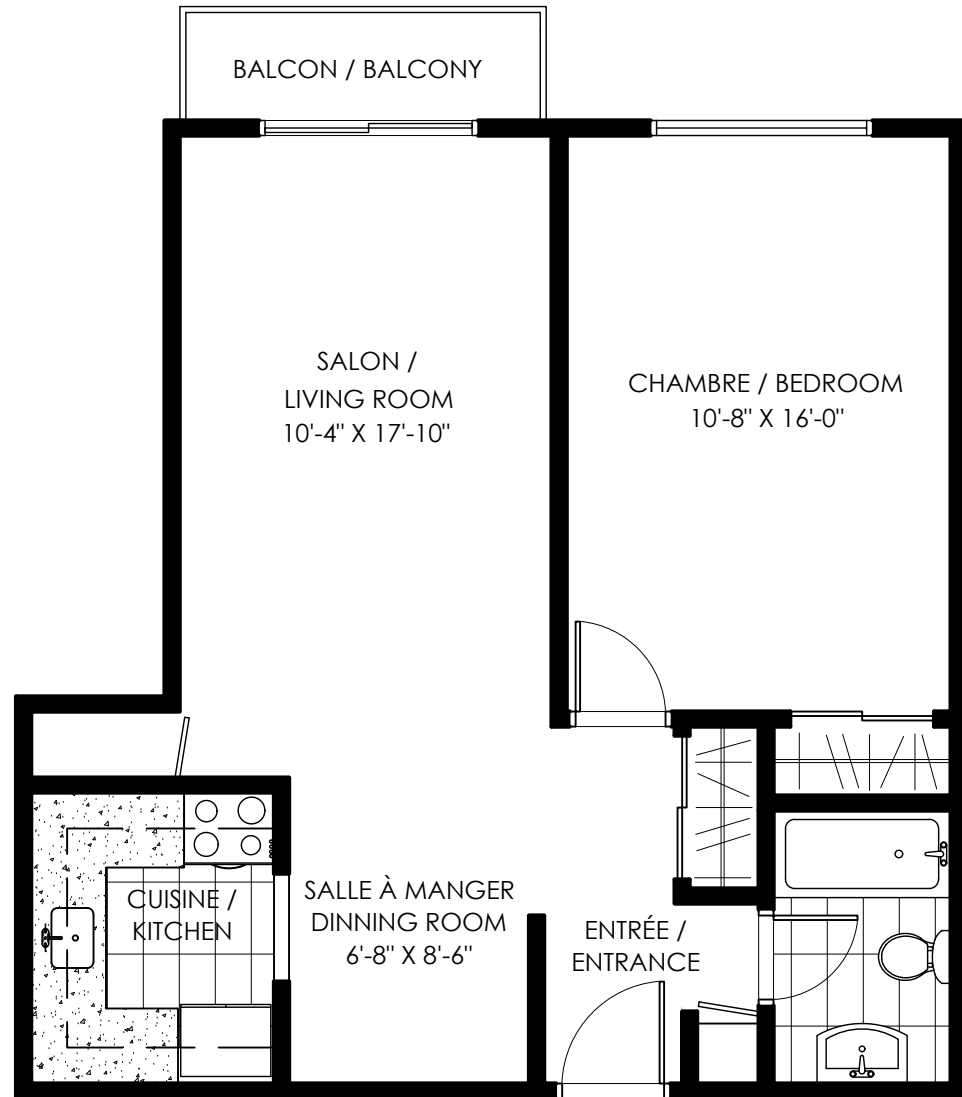 BALCON / BALCONY
SALON /
LIVING ROOM
10'-4" X 17'-10"
CHAMBRE / BEDROOM
10'-8" X 16'-0"
CUISINE /
KITCHEN
SALLE À MANGER
DINNING ROOM
6'-8" X 8'-6"
ENTRÉE /
ENTRANCE